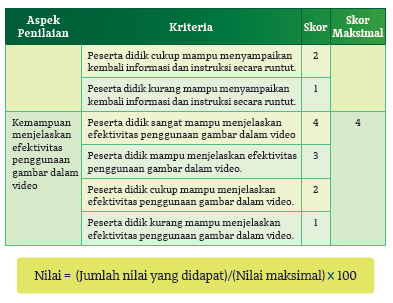 Aspek
Penilaian
Kriteria
Skor
Skor
Maksimal
Peserta didik cukup mampu menyampaikan
kembali informasi dan instruksi secara runtut.
2
Peserta didik kurang mampu menyampaikan
kembali informasi dan instruksi secara runtut.
1
Kemampuan
menjelaskan
efektivitas
penggunaan
gambar dalam
video
Peserta didik sangat mampu menjelaskan
efektivitas penggunaan gambar dalam video
4
4
Peserta didik mampu menjelaskan efektivitas
penggunaan gambar dalam video.
3
Peserta didik cukup mampu menjelaskan
efektivitas penggunaan gambar dalam video.
2
Peserta didik kurang mampu menjelaskan
efektivitas penggunaan gambar dalam video.
1
Nilai = (Jumlah nilai yang didapat)/(Nilai maksimal) x 100